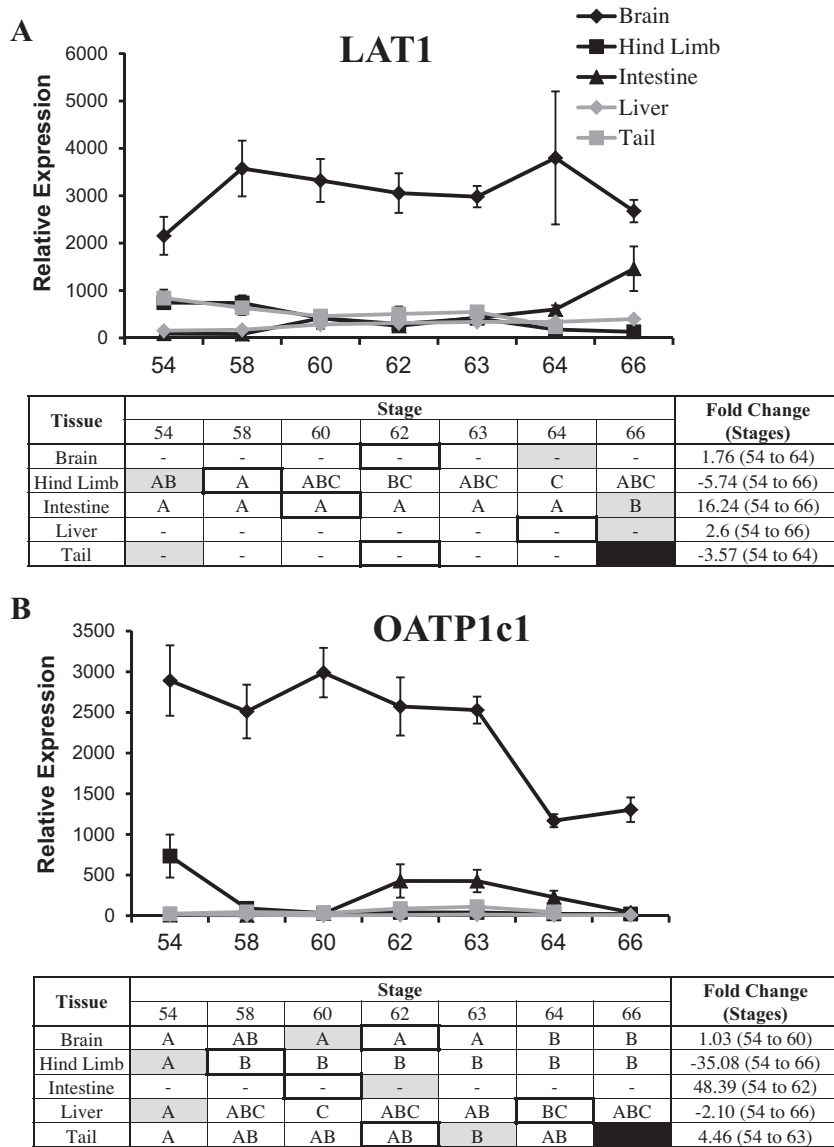 A
LAT1
Brain
Hind Limb
Intestine
Liver
Tail
Relative Expression
6000
5000
4000
3000
2000
1000
0
54 58 60 62 63 64 66
Tissue Stage Fold Change (Stages)
54 58 60 62 63 64 66
Brain - - - - - - - 1.76 (54 to 64)
Hind Limb AB A ABC BC ABC C ABC -5.74 (54 to 66)
Intestine A A A A A A B 16.24 (54 to 66)
Liver - - - - - - - 2.6 (54 to 66)
Tail - - - - - - -3.57 (54 to 64)
B
OATP1c1
Relative Expression
3500
3000
2500
2000
1500
1000
500
0
54 58 60 62 63 64 66
Tissue Stage Fold Change (Stages)
54 58 60 62 63 64 66
Brain A AB A A A B B 1.03 (54 to 60)
Hind Limb A B B B B B B -35.08 (54 to 66)
Intestine - - - - - - - 48.39 (54 to 62)
Liver A ABC C ABC AB BC ABC -2.10 (54 to 66)
Tail A AB AB AB B AB 4.46 (54 to 63)